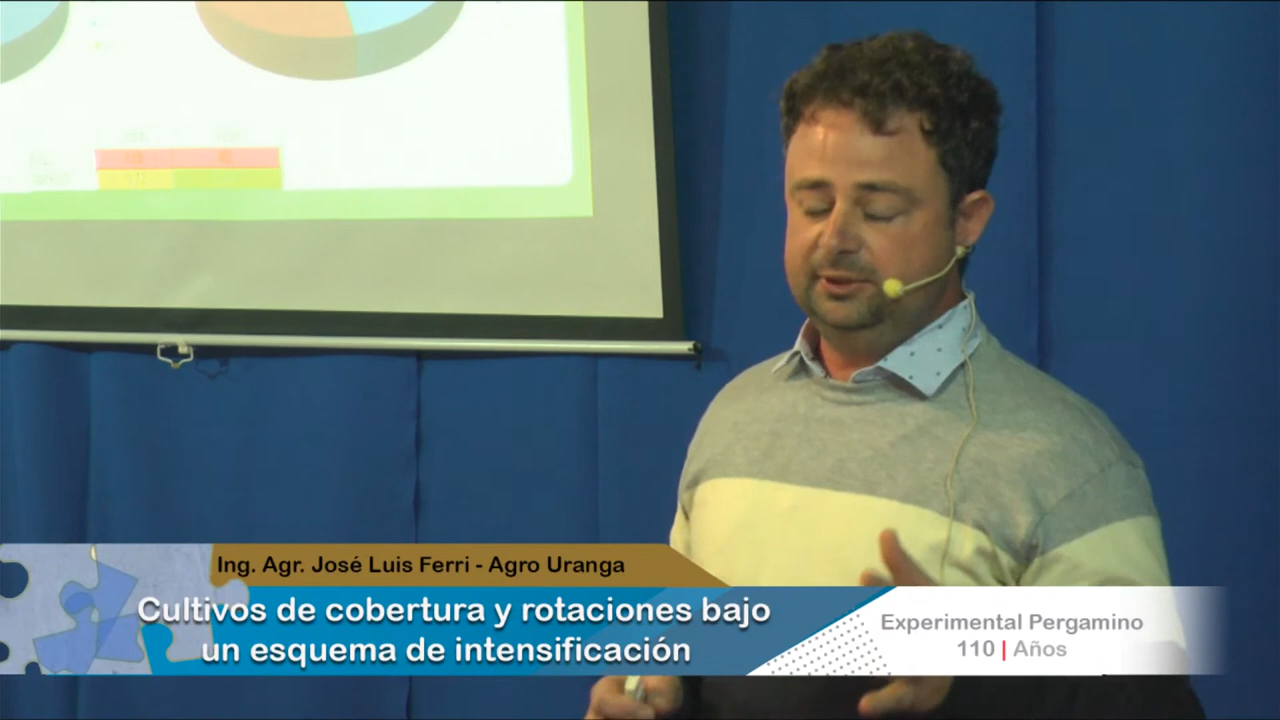 Ing. Agr. José Luis Ferri - Agro Uranga
Cultivos de cobertura y rotaciones bajo
un esquema de intensificación
Experimental Pergamino
110 | Años